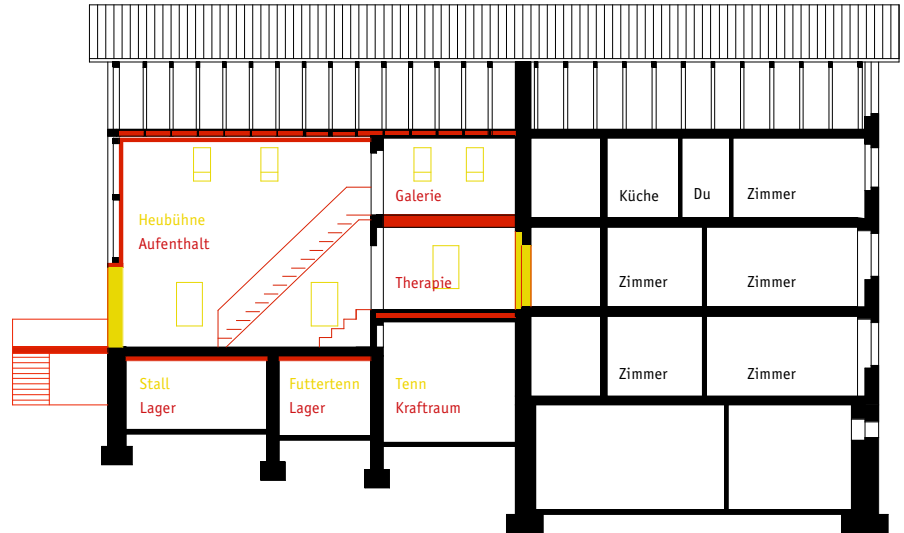 Galerie
Küche
Du
Zimmer
Heubühne
Aufenthalt
Therapie
Zimmer
Zimmer
Zimmer
Zimmer
Stall
Lager
Futtertenn
Lager
Tenn
Kraftraum